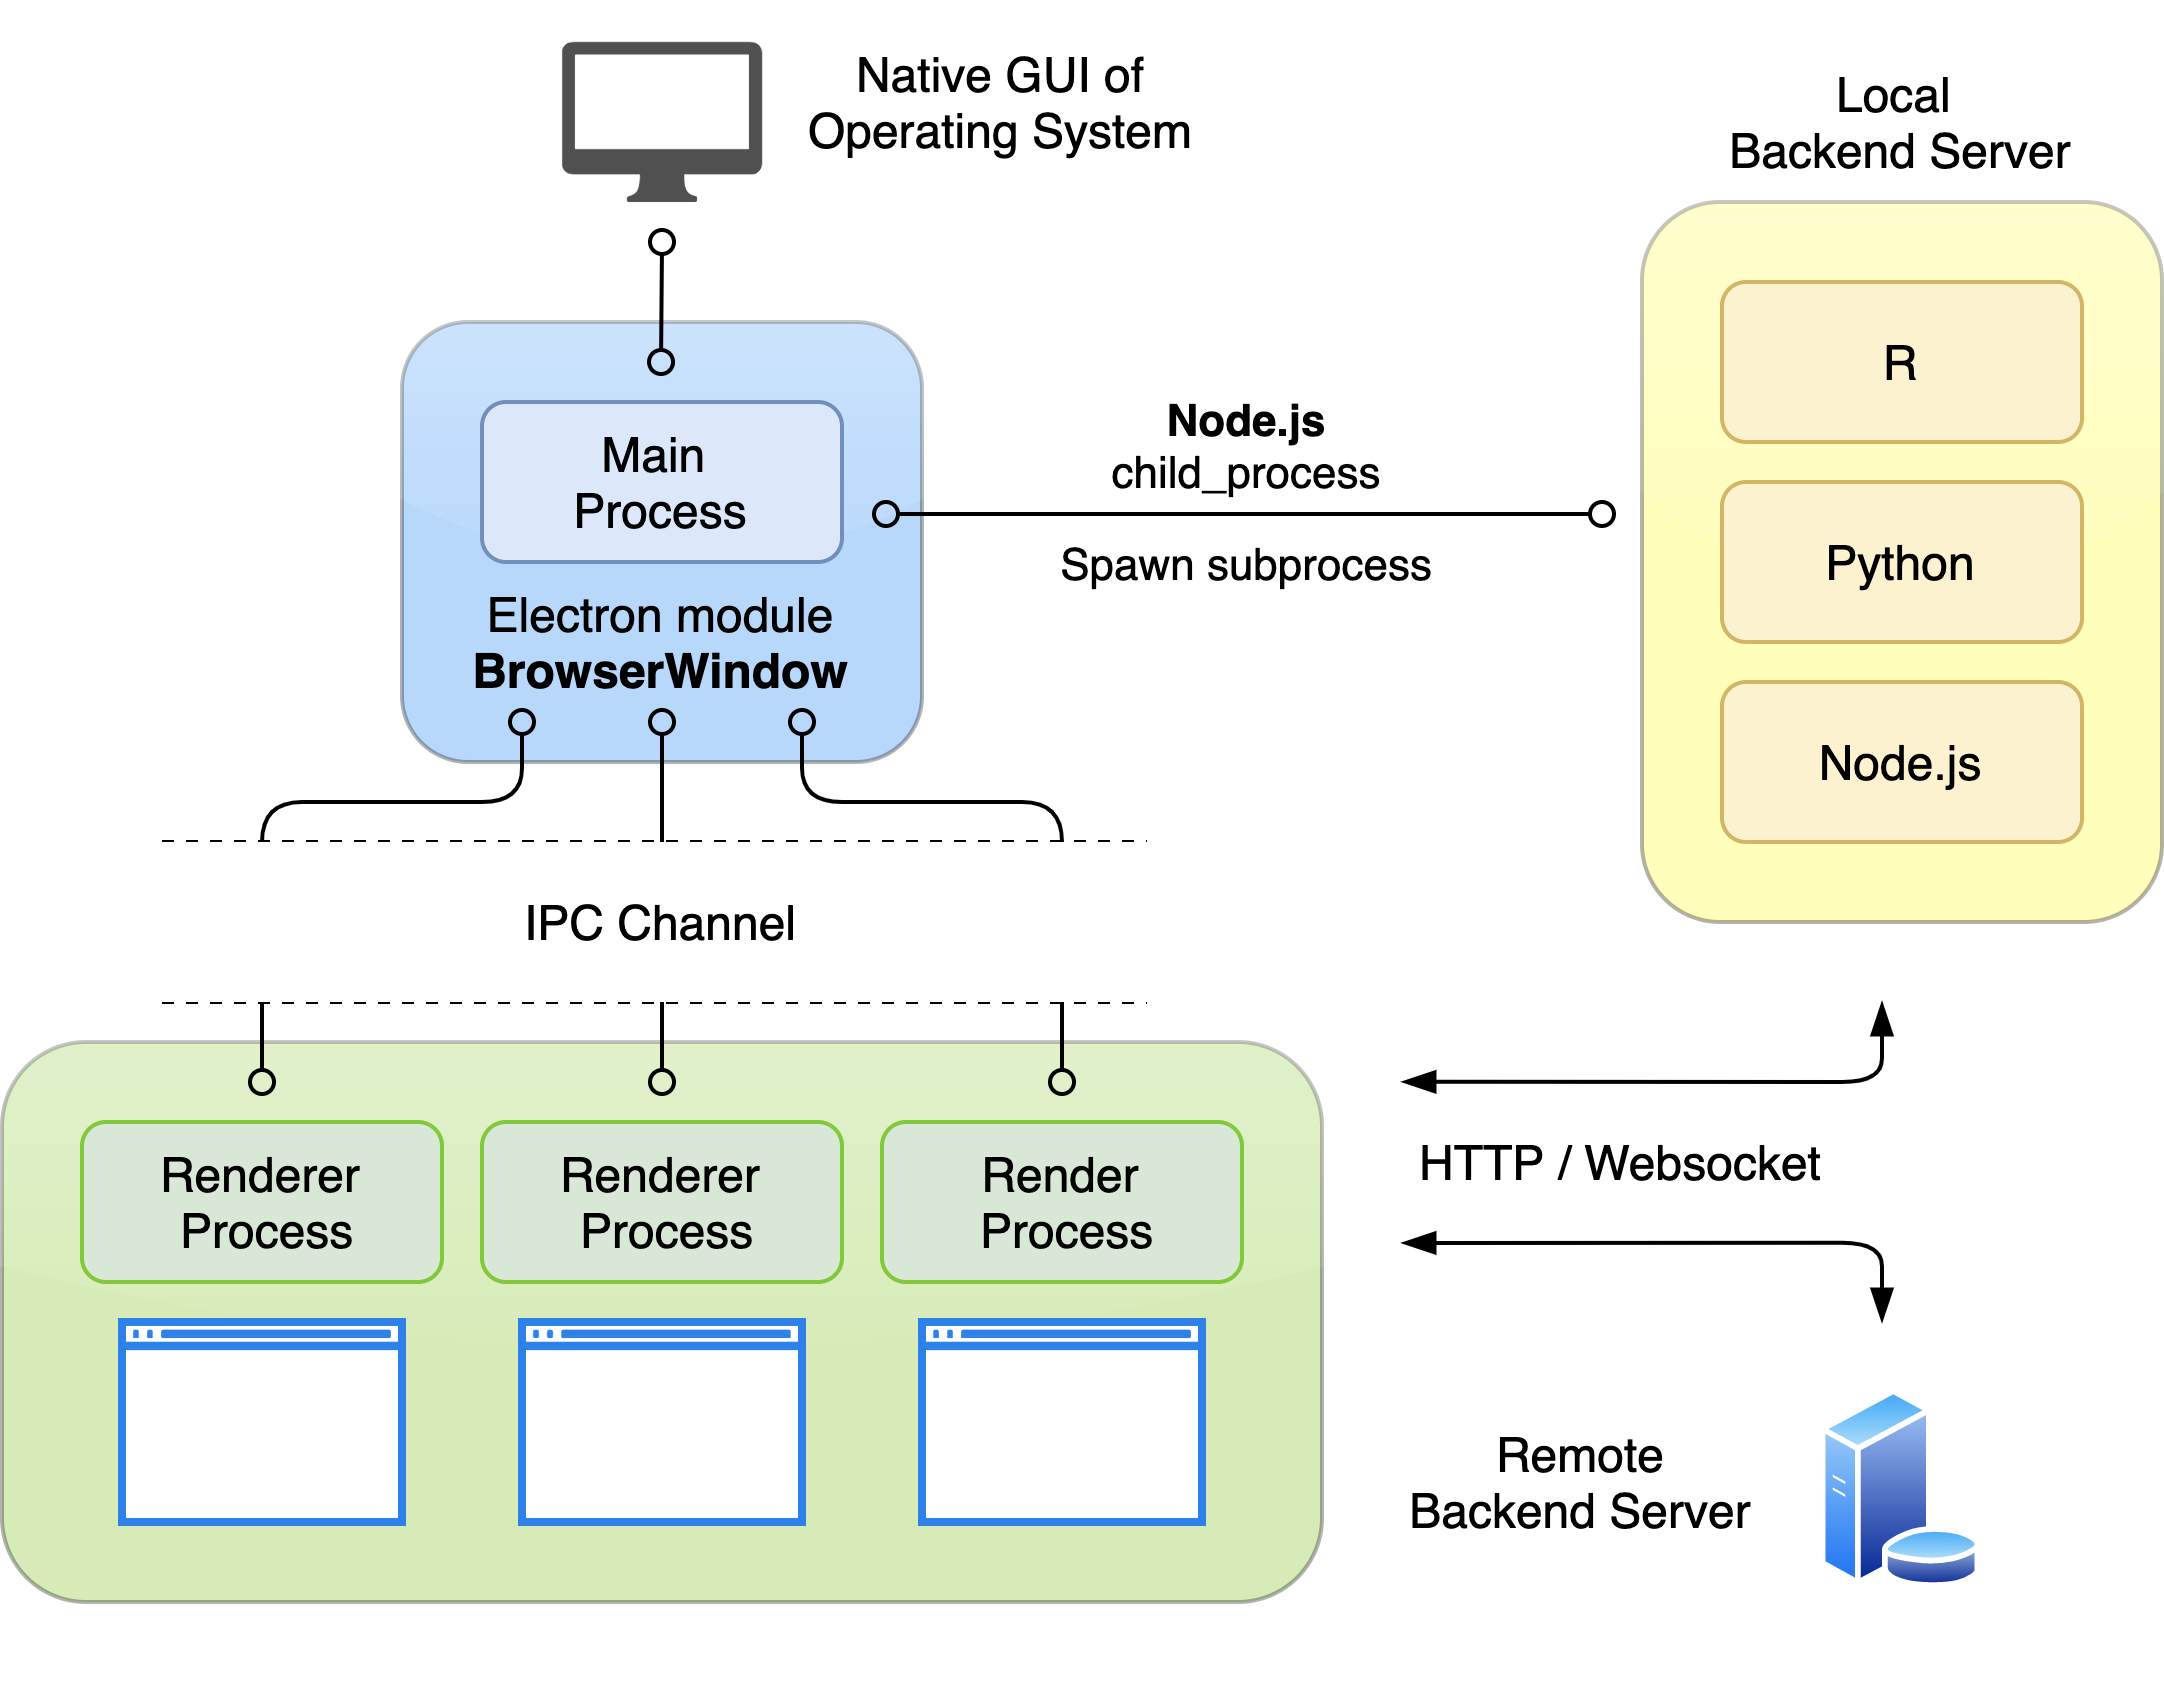 Native GUI of
Operating System
Local
Backend Server
R
Python
Node.js
Main
Process
Electron module
BrowserWindow
Node.js
child_process
Spawn subprocess
IPC Channel
Renderer
Process
Renderer
Process
Render
Process
HTTP / Websocket
Remote
Backend Server